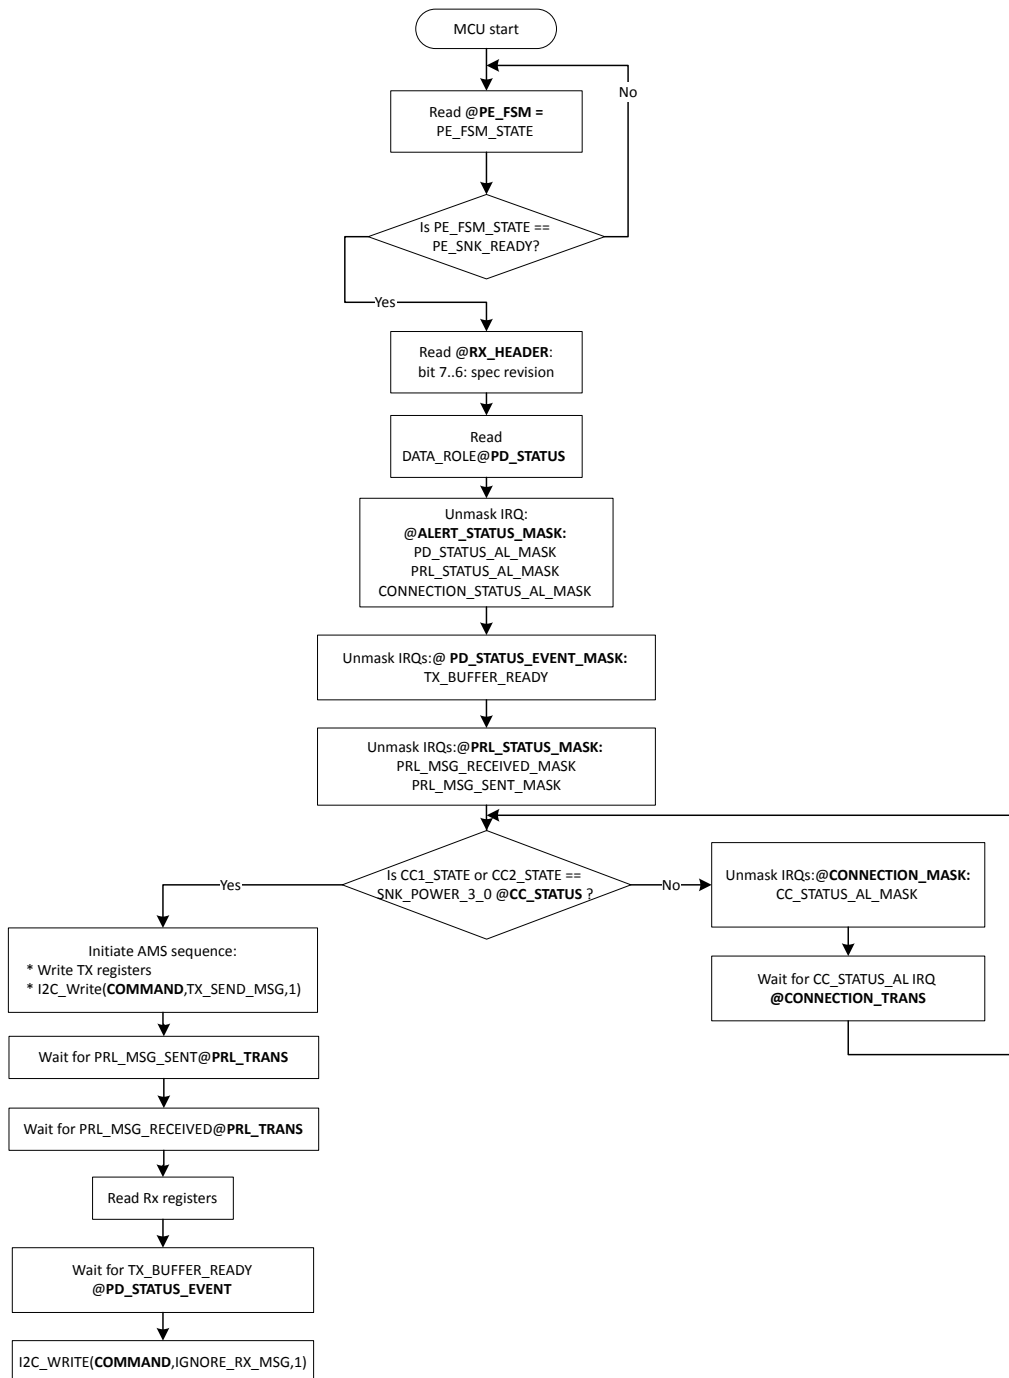 MCU start
No
Read @PE_FSM =
PE_FSM_STATE
Is PE_FSM_STATE ==
PE_SNK_READY?
Yes
Read @RX_HEADER:
bit 7..6: spec revision
Read
DATA_ROLE@PD_STATUS
Unmask IRQ:
@ALERT_STATUS_MASK:
PD_STATUS_AL_MASK
PRL_STATUS_AL_MASK
CONNECTION_STATUS_AL_MASK
Unmask IRQs:@ PD_STATUS_EVENT_MASK:
TX_BUFFER_READY
Unmask IRQs:@PRL_STATUS_MASK:
PRL_MSG_RECEIVED_MASK
PRL_MSG_SENT_MASK
Is CC1_STATE or CC2_STATE ==
SNK_POWER_3_0 @CC_STATUS ?
Yes
No
Unmask IRQs:@CONNECTION_MASK:
CC_STATUS_AL_MASK
Wait for CC_STATUS_AL IRQ
@CONNECTION_TRANS
Initiate AMS sequence:
* Write TX registers
* I2C_Write(COMMAND,TX_SEND_MSG,1)
Wait for PRL_MSG_SENT@PRL_TRANS
Wait for PRL_MSG_RECEIVED@PRL_TRANS
Read Rx registers
Wait for TX_BUFFER_READY
@PD_STATUS_EVENT
I2C_WRITE(COMMAND,IGNORE_RX_MSG,1)